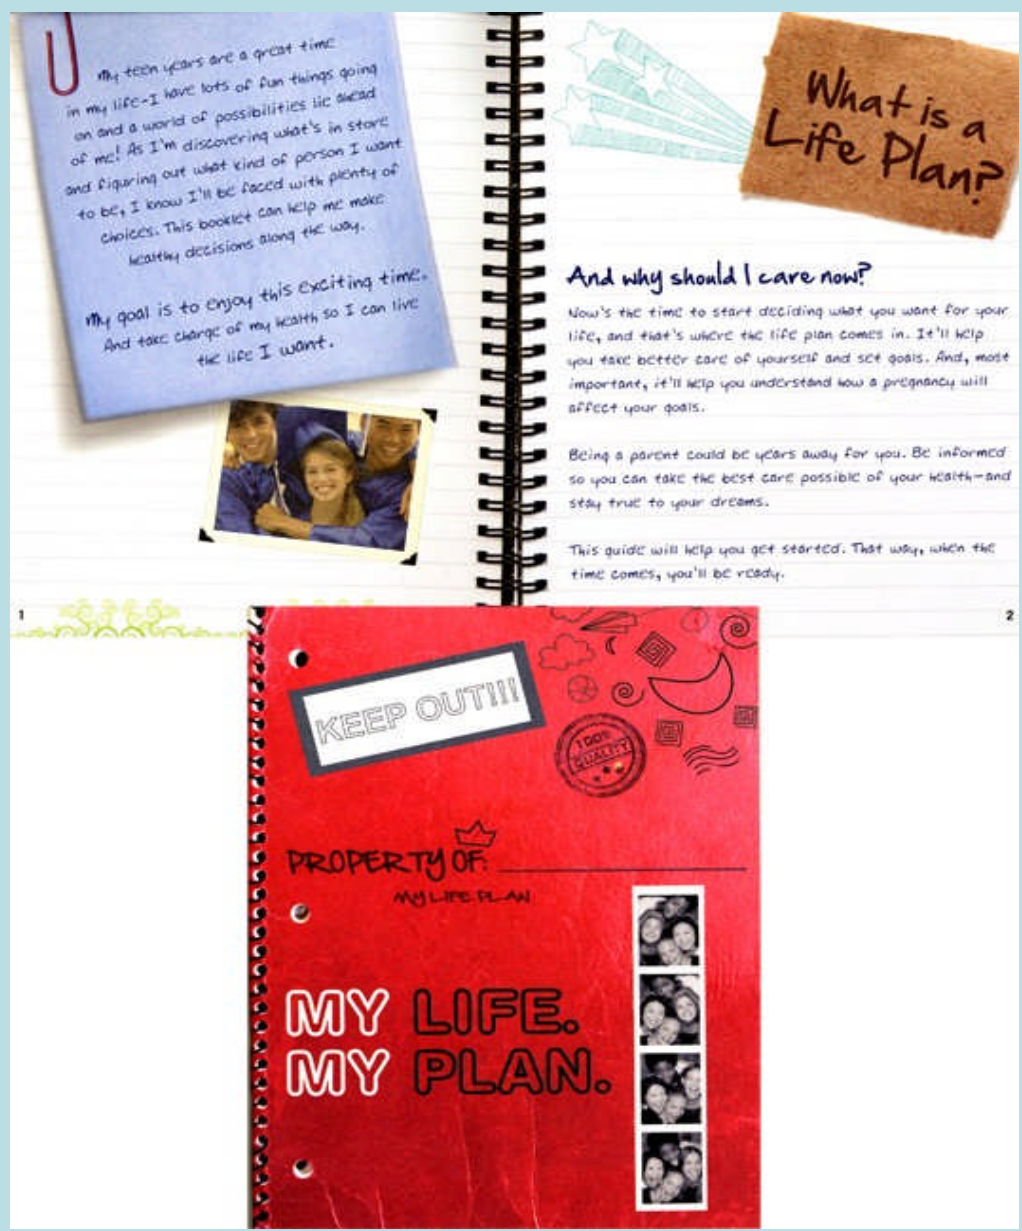 My teen years are a great time
in my life-I have lots of fun things going
on and a world of possibilities lie ahead
of me! As I'm discovering what's in store
and figuring out what kind of person I want
to be, I know I'll be faced with plenty of
choices. This booklet can help me make
healthy decisions along the way.
My goal is to enjoy this exciting time.
And take charge of my health so I can live
the life I want.
1
What is a
Life Plan?
And why should I care now?
Now's the time to start deciding what you want for your
life, and that's where the life plan comes in. It'll help
you take better care of yourself and set goals. And, most
important, it'll help you understand how a pregnancy will
affect your goals.
Being a parent could be years away for you. Be informed
so you can take the best care possible of your health—and
stay true to your dreams.
This guide will help you get started. That way, when the
time comes, you'll be ready.
2
KEEP OUT!!!
100%
QUALITY
PROPERTY OF:
MY LIFE PLAN
MY LIFE.
MY PLAN.